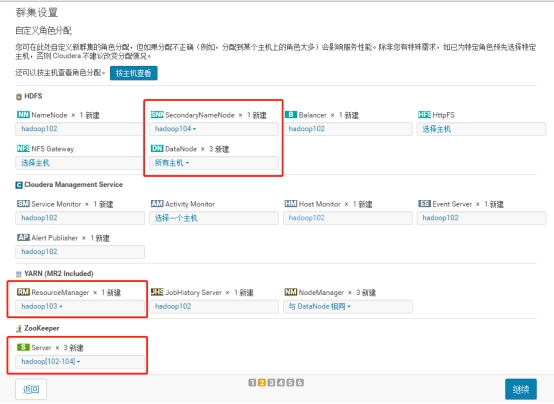 群集设置
自定义角色分配
您可在此处自定义新群集的角色分配，但如果分配不正确（例如，分配到某个主机上的角色太多）会影响服务性能。除非您有特殊需求，如已为特定角色预先选择特定
主机，否则 Cloudera 不建议改变分配情况。
还可以按主机查看角色分配。 按主机查看
HDFS
NN NameNode × 1 新建 SNN SecondaryNameNode × 1 新建 B Balancer × 1 新建 HFS HttpFS
hadoop102 hadoop104 hadoop102 选择主机
NFS NFS Gateway DN DataNode × 3 新建
选择主机 所有主机
C Cloudera Management Service
SM Service Monitor × 1 新建 AM Activity Monitor HM Host Monitor × 1 新建 ES Event Server × 1 新建
hadoop102 选择一个主机 hadoop102 hadoop102
AP Alert Publisher × 1 新建
hadoop102
YARN (MR2 Included)
RM ResourceManager × 1 新建 JHS JobHistory Server × 1 新建 NM NodeManager × 3 新建
hadoop103 hadoop102 与 DataNode 相同
ZooKeeper
S Server × 3 新建
hadoop[102-104]
返回 1 2 3 4 5 6 继续